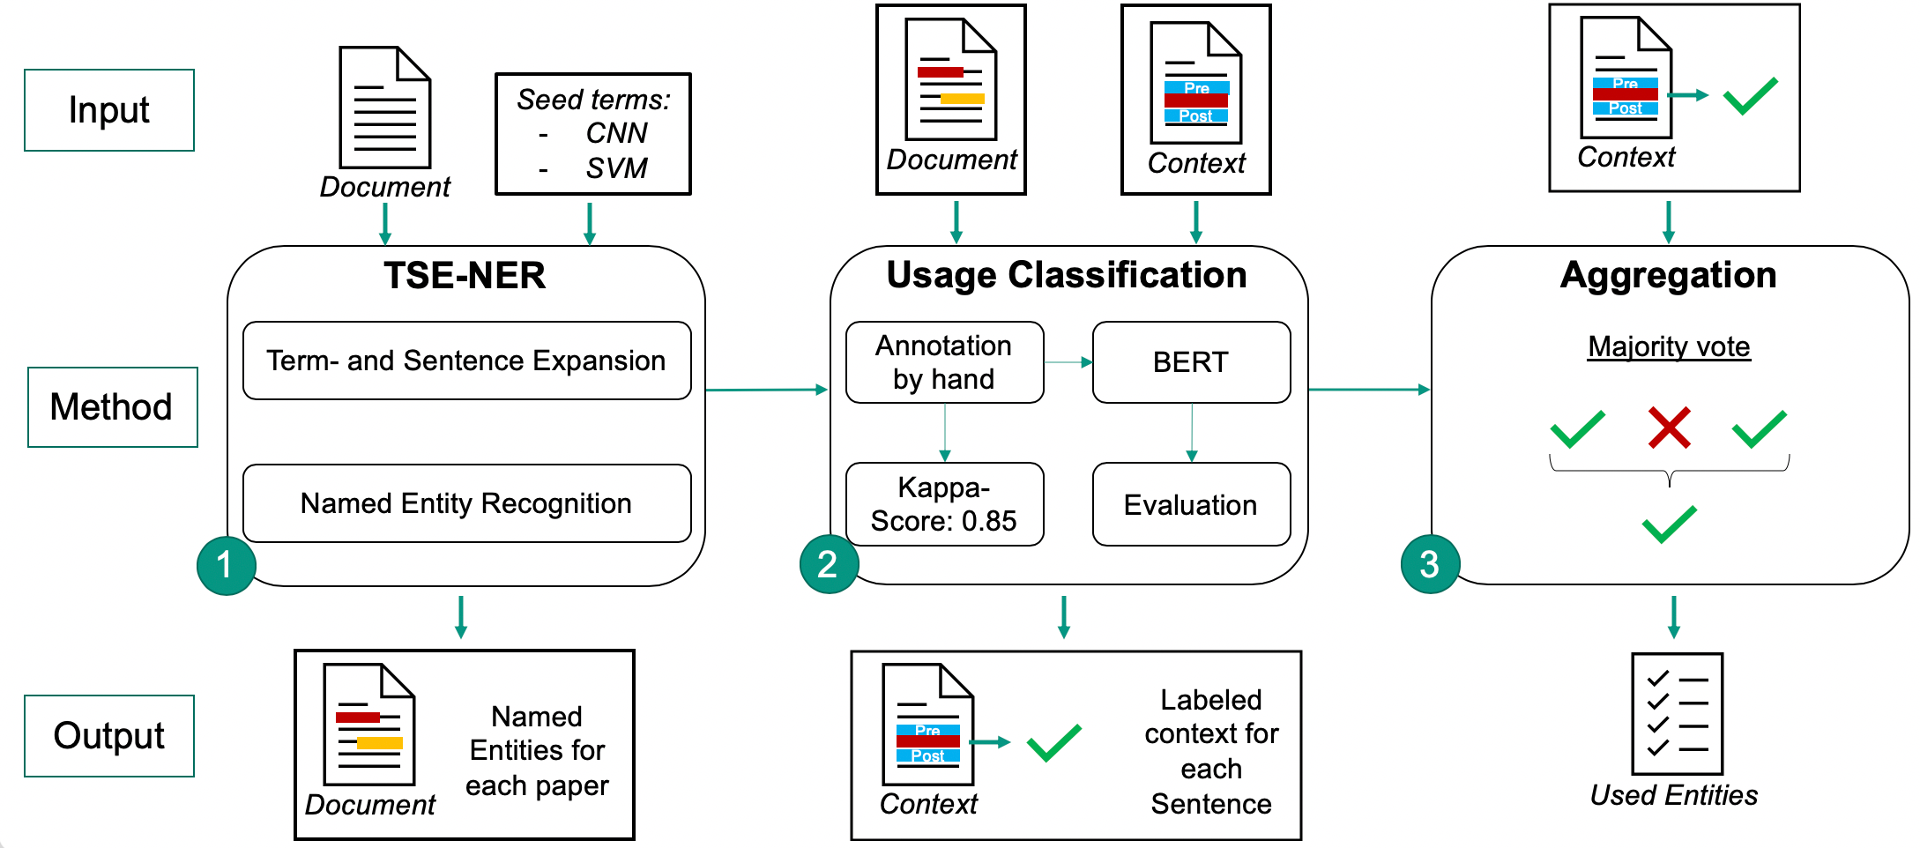 Input
Document
Seed terms:
- CNN
- SVM
Document
Pre
Post
Context
Pre
Post
Context
Method
TSE-NER
Term- and Sentence Expansion
Named Entity Recognition
1
Usage Classification
Annotation
by hand
BERT
Kappa-
Score: 0.85
Evaluation
2
Aggregation
Majority vote
3
Output
Document
Named
Entities for
each paper
Pre
Post
Context
Labeled
context for
each
Sentence
Used Entities